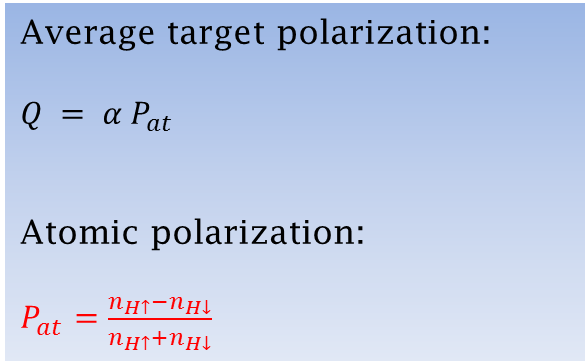 Average target polarization:
Q = α P_at
Atomic polarization:
P_at = (n_H↑ − n_H↓) / (n_H↑ + n_H↓)